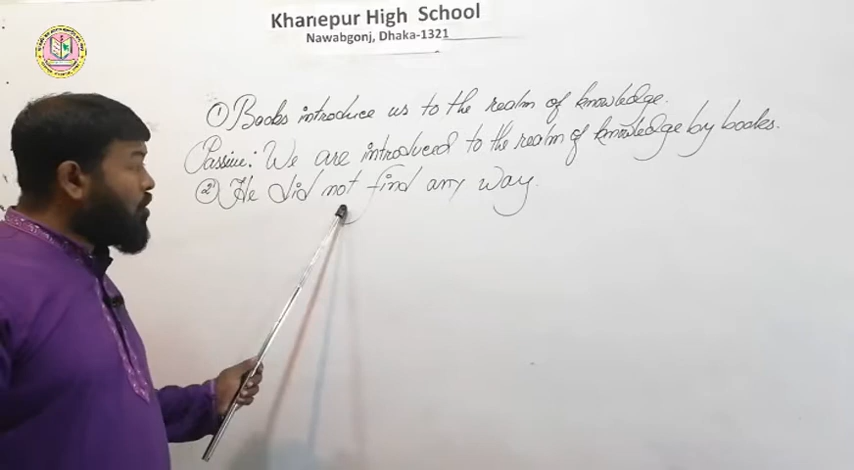 Khanepur High School
Nawabgonj, Dhaka-1321
① Books introduce us to the realm of knowledge.
Passive: We are introduced to the realm of knowledge by books.
② He did not find any way.